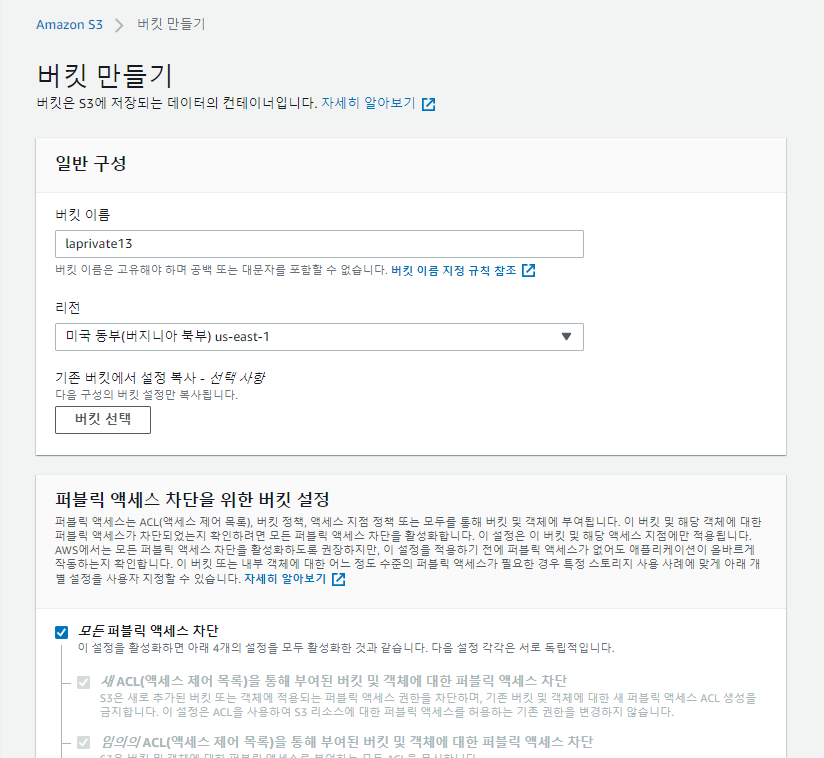 Amazon S3 > 버킷 만들기
버킷 만들기
버킷은 S3에 저장되는 데이터의 컨테이너입니다. 자세히 알아보기
일반 구성
버킷 이름
laprivate13
버킷 이름은 고유해야 하며 공백 또는 대문자를 포함할 수 없습니다. 버킷 이름 지정 규칙 참조
리전
미국 동부(버지니아 북부) us-east-1
기존 버킷에서 설정 복사 - 선택 사항
다음 구성의 버킷 설정만 복사됩니다.
버킷 선택
퍼블릭 액세스 차단을 위한 버킷 설정
퍼블릭 액세스는 ACL(액세스 제어 목록), 버킷 정책, 액세스 지점 정책 또는 모두를 통해 버킷 및 객체에 부여됩니다. 이 버킷 및 해당 객체에 대한
퍼블릭 액세스가 차단되었는지 확인하려면 모든 퍼블릭 액세스 차단을 활성화합니다. 이 설정은 이 버킷 및 해당 액세스 지점에만 적용됩니다.
AWS에서는 모든 퍼블릭 액세스 차단을 활성화하도록 권장하지만, 이 설정을 적용하기 전에 퍼블릭 액세스가 없어도 애플리케이션이 올바르게
작동하는지 확인합니다. 이 버킷 또는 내부 객체에 대한 어느 정도 수준의 퍼블릭 액세스가 필요한 경우 특정 스토리지 사용 사례에 맞게 아래 개
별 설정을 사용자 지정할 수 있습니다. 자세히 알아보기
모든 퍼블릭 액세스 차단
이 설정을 활성화하면 아래 4개의 설정을 모두 활성화한 것과 같습니다. 다음 설정 각각은 서로 독립적입니다.
새 ACL(액세스 제어 목록)을 통해 부여된 버킷 및 객체에 대한 퍼블릭 액세스 차단
S3은 새로 추가된 버킷 또는 객체에 적용되는 퍼블릭 액세스 권한을 차단하며, 기존 버킷 및 객체에 대한 새 퍼블릭 액세스 ACL 생성을
금지합니다. 이 설정은 ACL을 사용하여 S3 리소스에 대한 퍼블릭 액세스를 허용하는 기존 권한을 변경하지 않습니다.
임의의 ACL(액세스 제어 목록)을 통해 부여된 버킷 및 객체에 대한 퍼블릭 액세스 차단